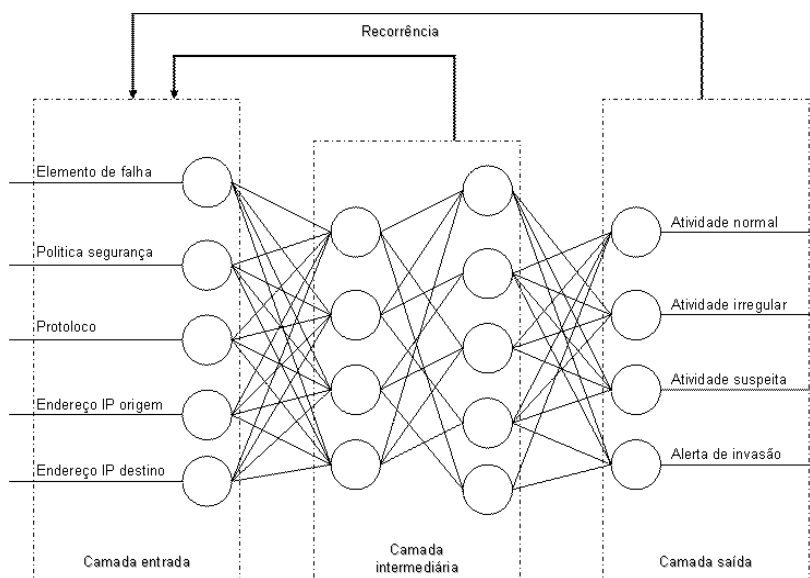 Recorrência
Elemento de falha
Politica segurança
Protoloco
Endereço IP origem
Endereço IP destino
Atividade normal
Atividade irregular
Atividade suspeita
Alerta de invasão
Camada entrada
Camada
intermediária
Camada saída